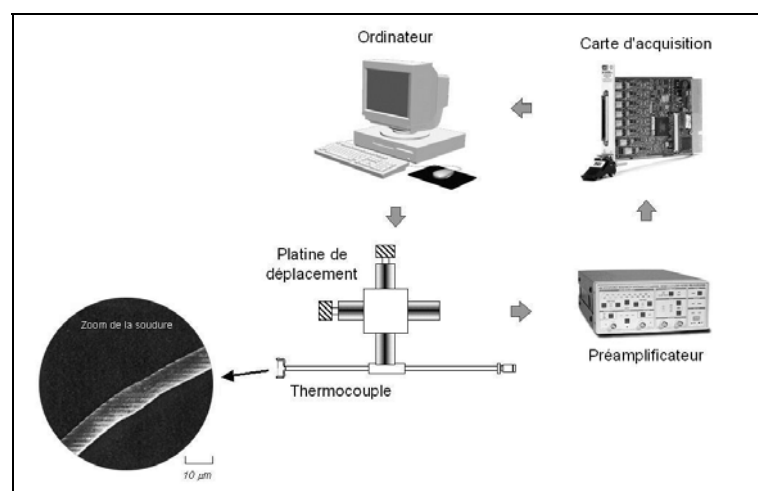 Ordinateur
Carte d'acquisition
Platine de
déplacement
Zoom de la soudure
Préamplificateur
Thermocouple
10 µm